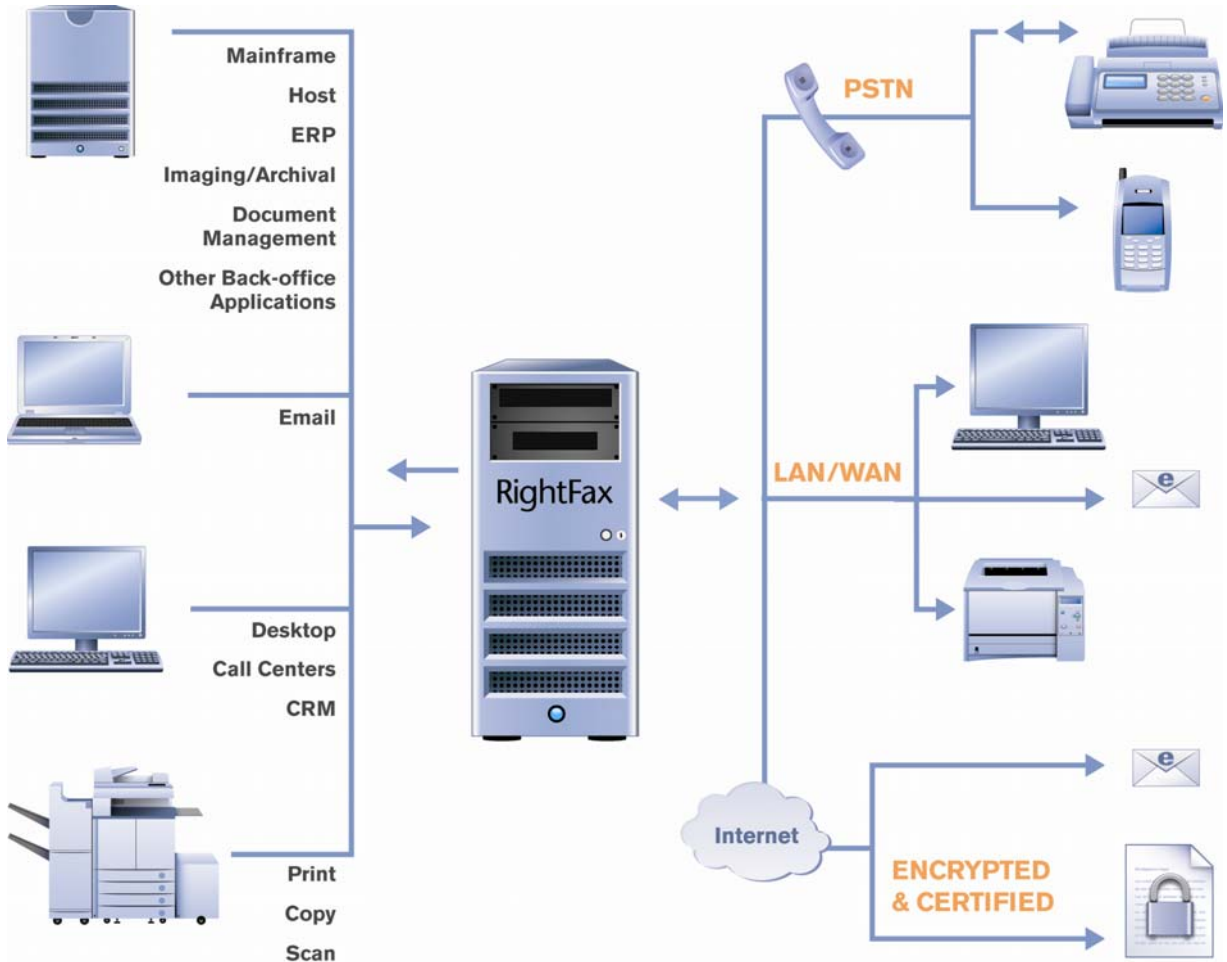 Mainframe
Host
ERP
Imaging/Archival
Document
Management
Other Back-office
Applications
Email
Desktop
Call Centers
CRM
Print
Copy
Scan
RightFax
PSTN
LAN/WAN
e
Internet
e
ENCRYPTED
& CERTIFIED